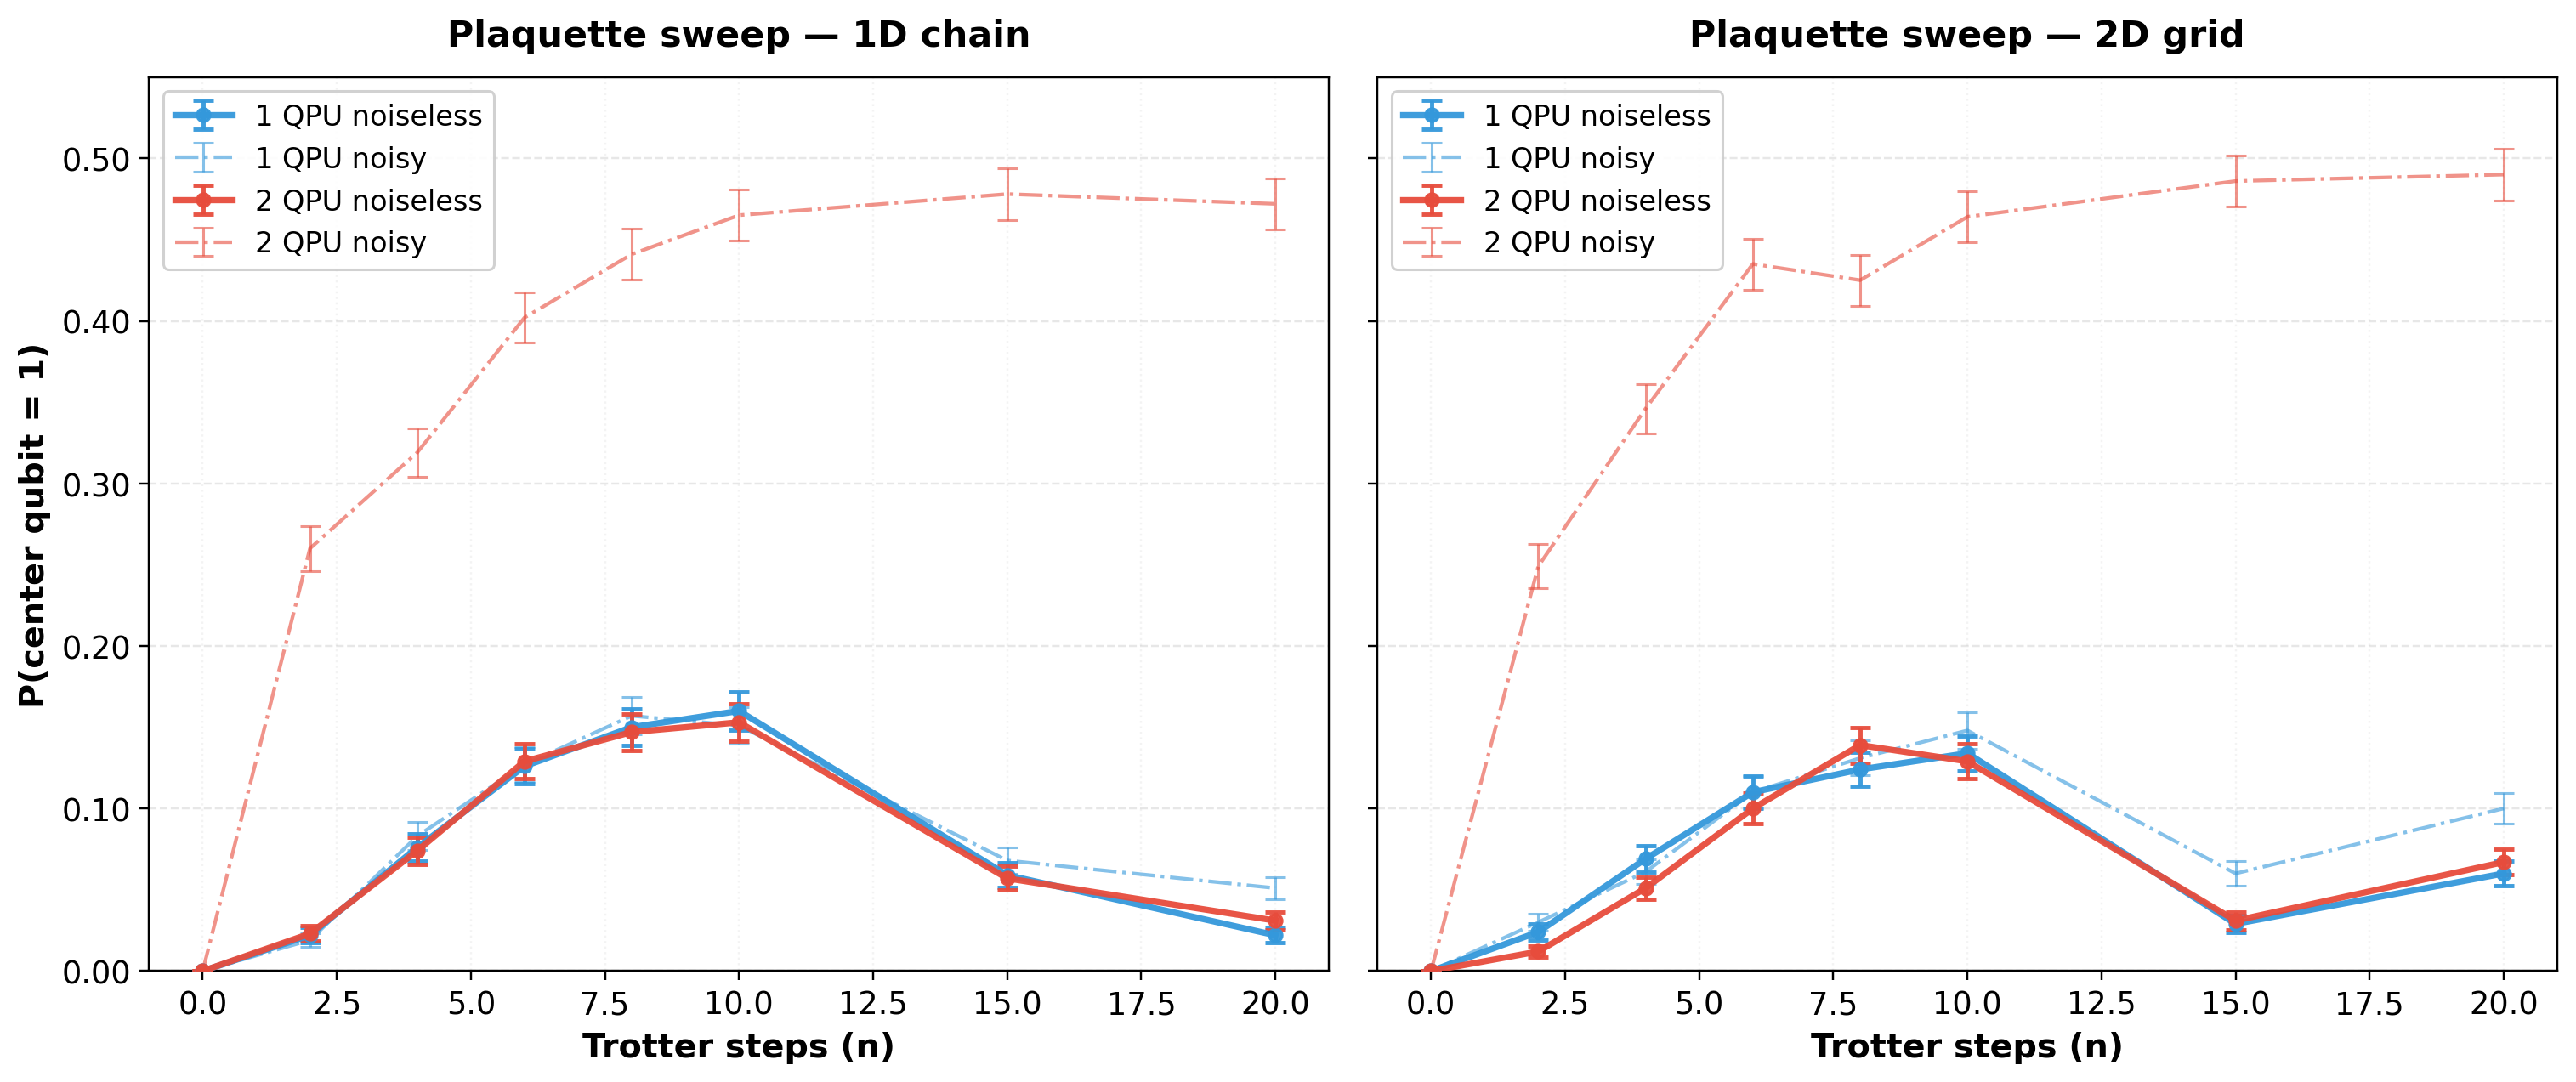 Plaquette sweep — 1D chain
1 QPU noiseless
1 QPU noisy
2 QPU noiseless
2 QPU noisy
P(center qubit = 1)
0.50
0.40
0.30
0.20
0.10
0.00
0.0 2.5 5.0 7.5 10.0 12.5 15.0 17.5 20.0
Trotter steps (n)
Plaquette sweep — 2D grid
1 QPU noiseless
1 QPU noisy
2 QPU noiseless
2 QPU noisy
0.0 2.5 5.0 7.5 10.0 12.5 15.0 17.5 20.0
Trotter steps (n)